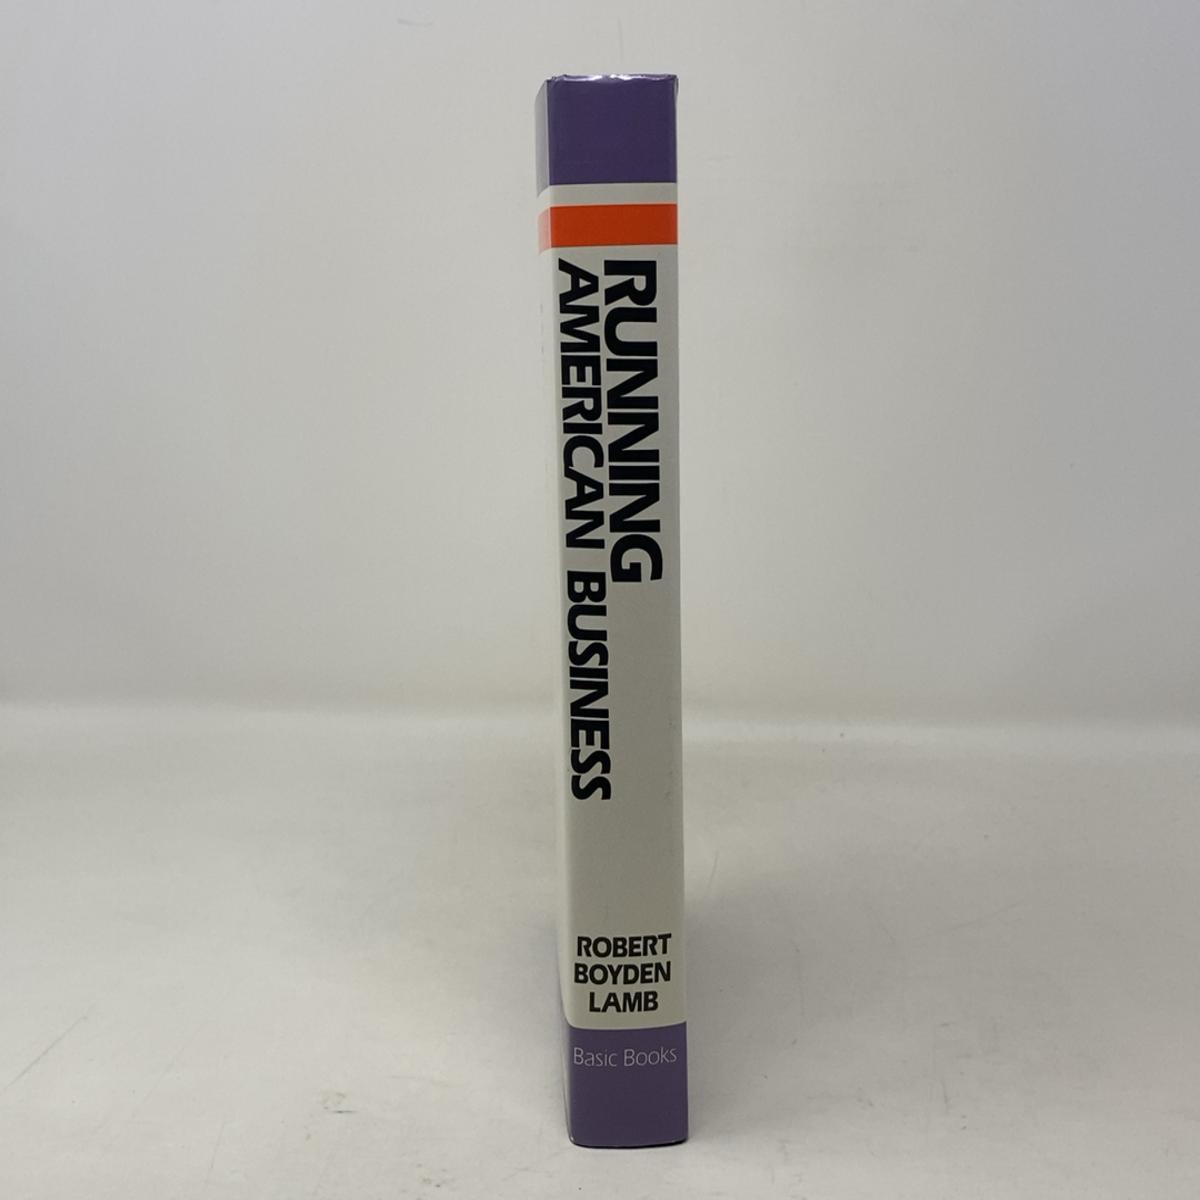 RUNNING
AMERICAN BUSINESS
ROBERT
BOYDEN
LAMB
Basic Books